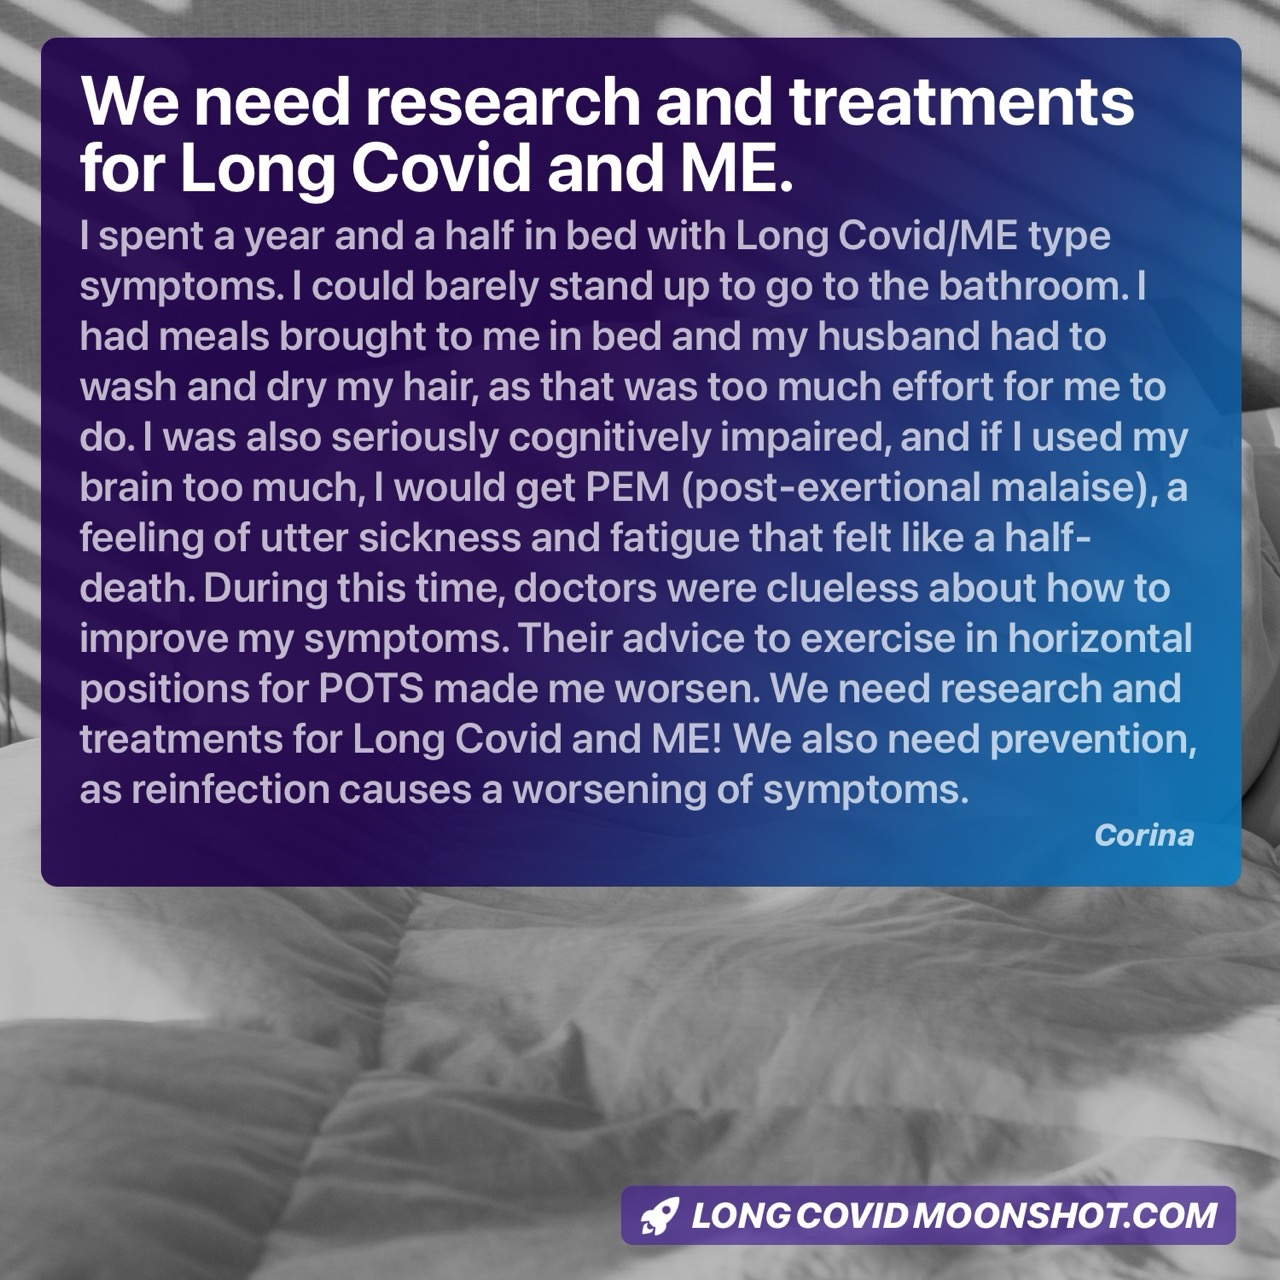 We need research and treatments
for Long Covid and ME.
I spent a year and a half in bed with Long Covid/ME type
symptoms. I could barely stand up to go to the bathroom. I
had meals brought to me in bed and my husband had to
wash and dry my hair, as that was too much effort for me to
do. I was also seriously cognitively impaired, and if I used my
brain too much, I would get PEM (post-exertional malaise), a
feeling of utter sickness and fatigue that felt like a half-
death. During this time, doctors were clueless about how to
improve my symptoms. Their advice to exercise in horizontal
positions for POTS made me worsen. We need research and
treatments for Long Covid and ME! We also need prevention,
as reinfection causes a worsening of symptoms.
Corina
LONG COVID MOONSHOT.COM